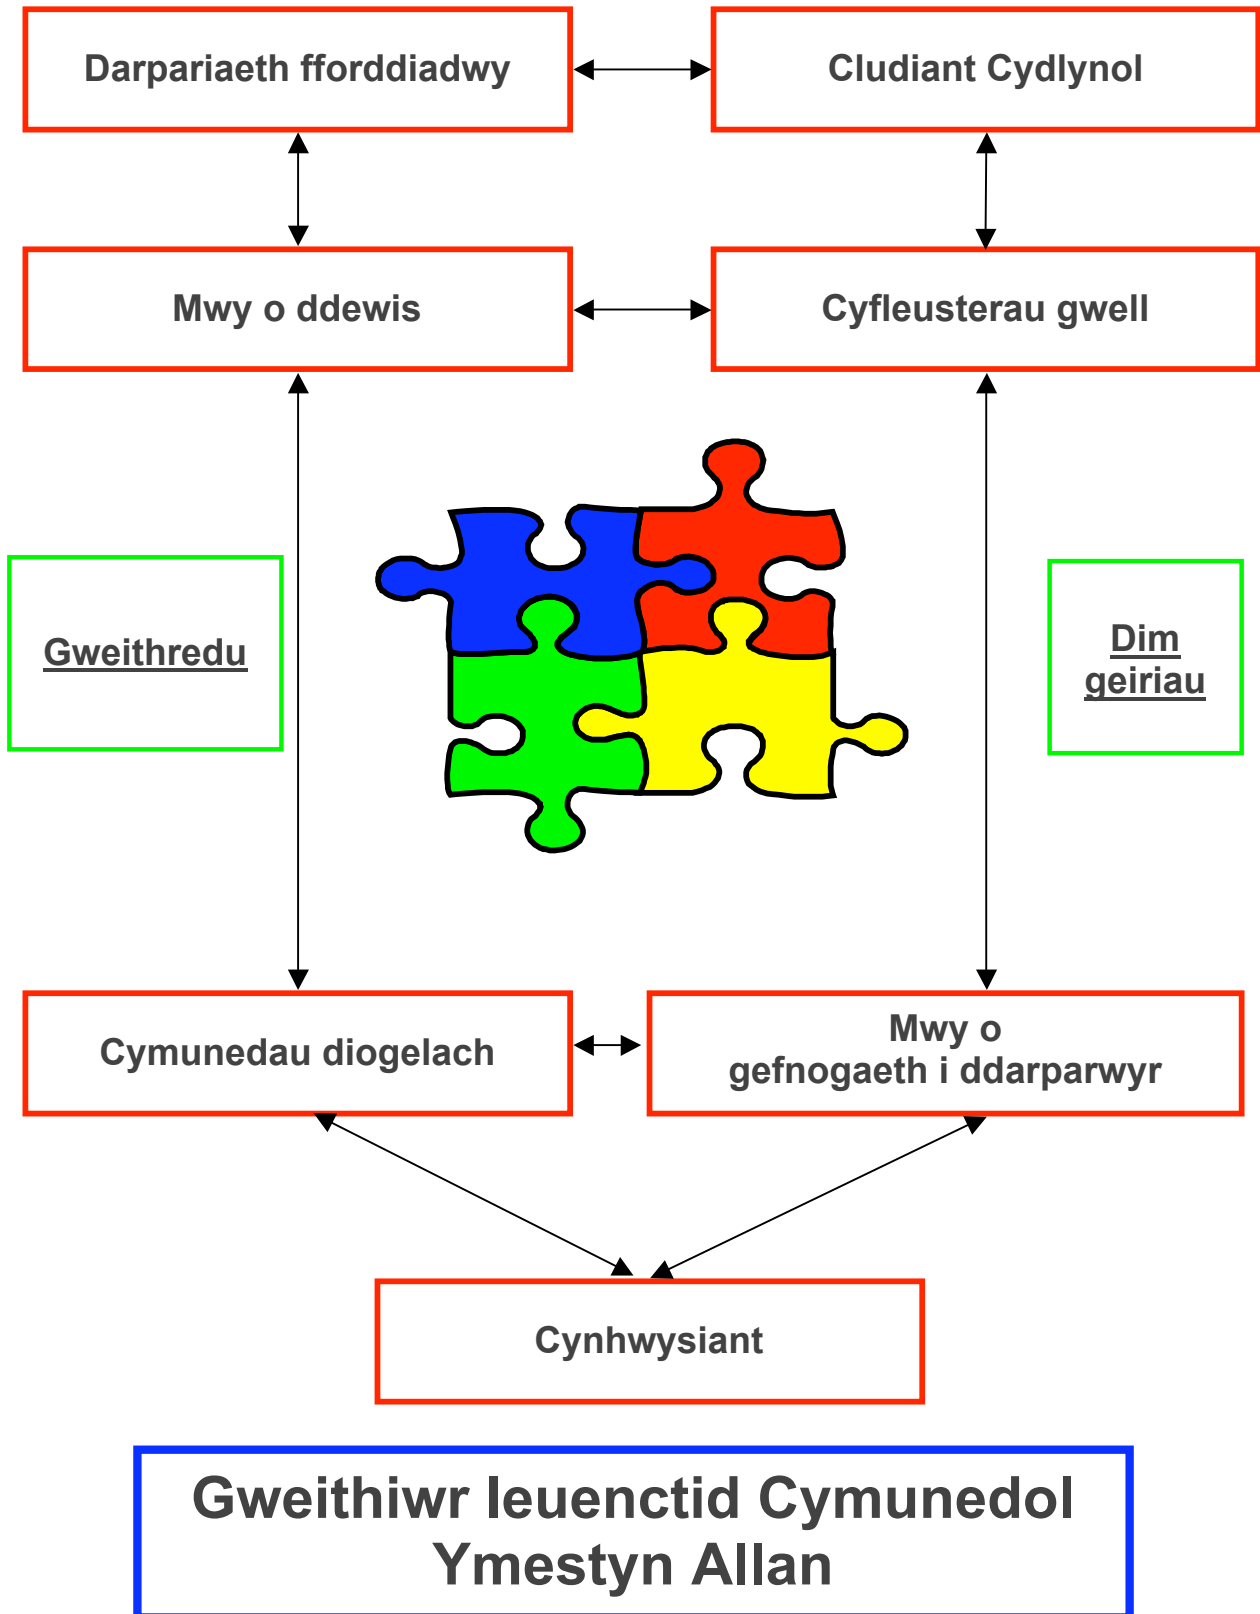 Darpariaeth fforddiadwy
Cludiant Cydlynol
Mwy o ddewis
Cyfleusterau gwell
Gweithredu
Dim
geiriau
Cymunedau diogelach
Mwy o
gefnogaeth i ddarparwyr
Cynhwysiant
Gweithiwr Ieuenctid Cymunedol
Ymestyn Allan